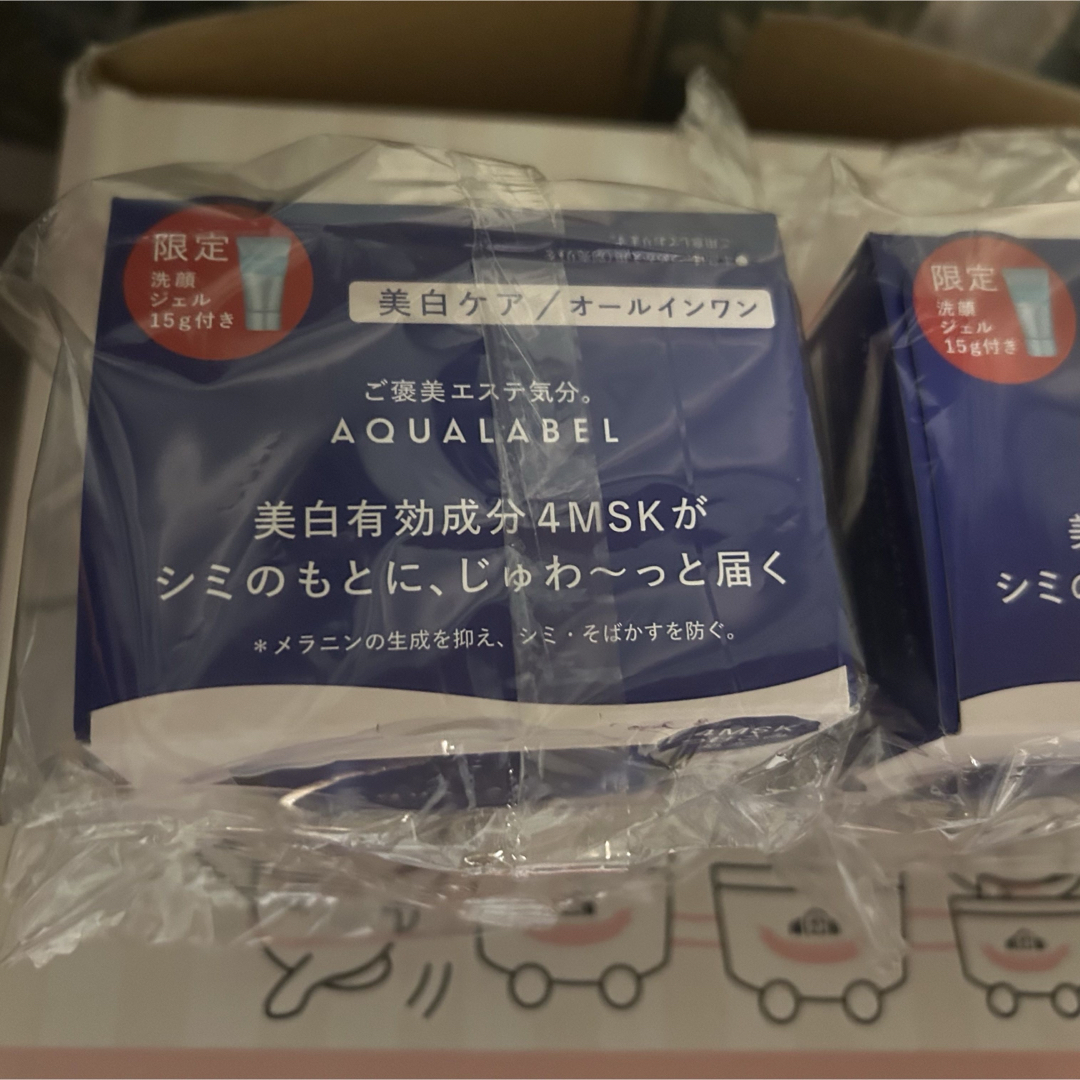 限定
洗顔
ジェル
15g付き
美白ケア/オールインワン
ご褒美エステ気分。
AQUALABEL
美白有効成分4MSKが
シミのもとに、じゅわ〜っと届く
*メラニンの生成を抑え、シミ・そばかすを防ぐ。
4MSK
限定
洗顔
ジェル
15g付き
シミの